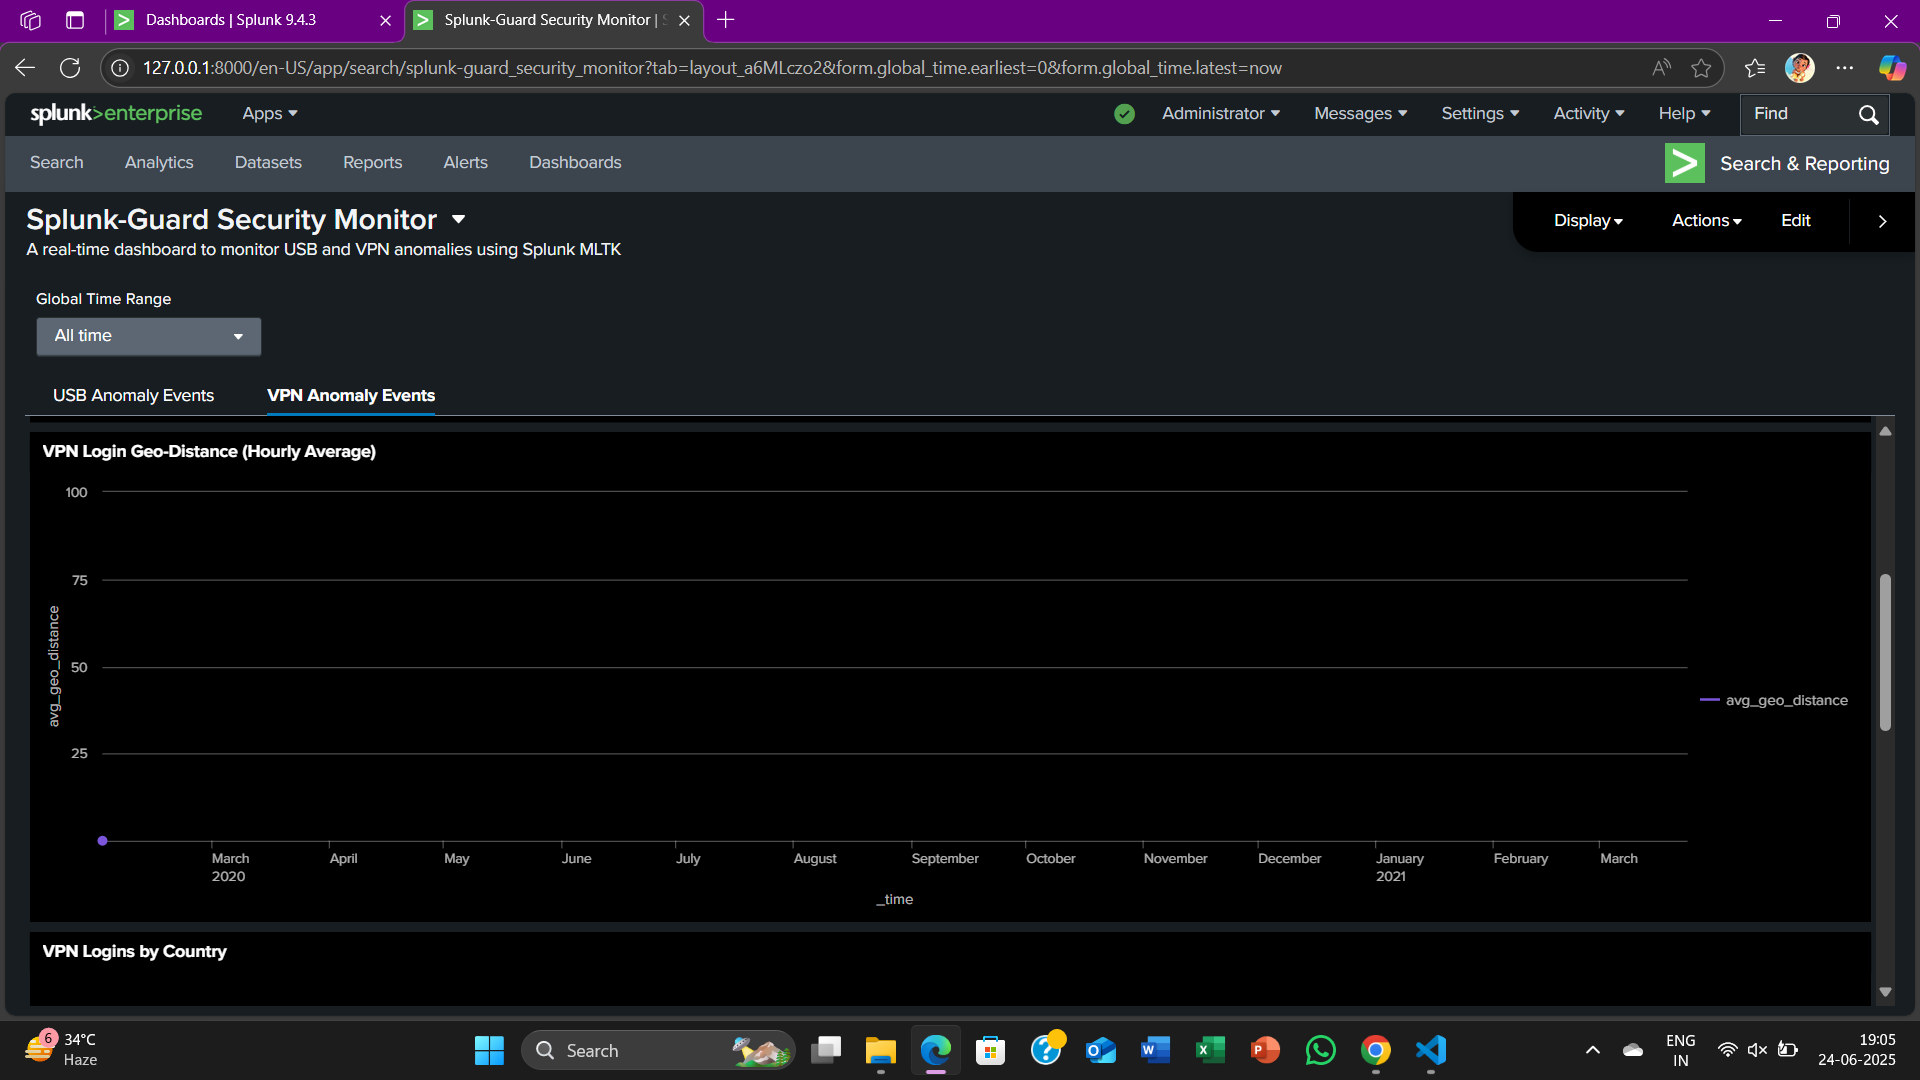 Dashboards | Splunk 9.4.3
Splunk-Guard Security Monitor |
127.0.0.1:8000/en-US/app/search/splunk-guard_security_monitor?tab=layout_a6MLczo2&form.global_time.earliest=0&form.global_time.latest=now
splunk>enterprise
Apps
Administrator
Messages
Settings
Activity
Help
Find
Search
Analytics
Datasets
Reports
Alerts
Dashboards
Search & Reporting
Splunk-Guard Security Monitor
Display
Actions
Edit
A real-time dashboard to monitor USB and VPN anomalies using Splunk MLTK
Global Time Range
All time
USB Anomaly Events
VPN Anomaly Events
VPN Login Geo-Distance (Hourly Average)
100
75
50
25
avg_geo_distance
avg_geo_distance
March
2020
April
May
June
July
August
September
October
November
December
January
2021
February
March
_time
VPN Logins by Country
6
34°C
Haze
Search
ENG
IN
19:05
24-06-2025